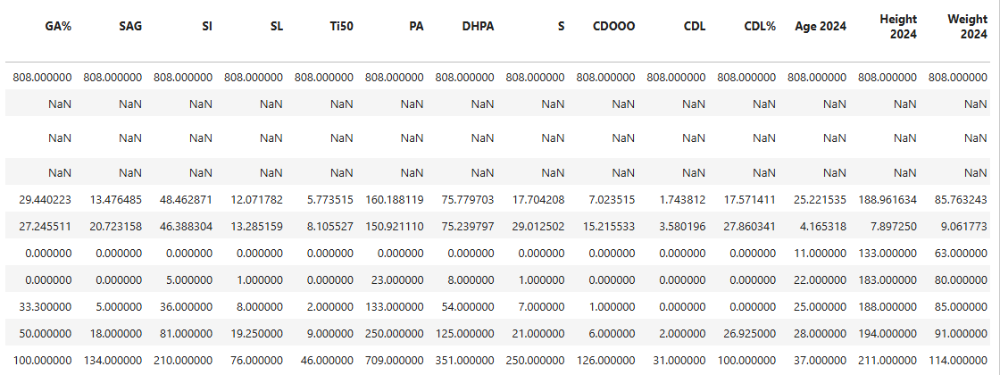 GA% SAG SI SL Ti50 PA DHPA S CDOOO CDL CDL% Age 2024 Height 2024 Weight 2024
808.000000 808.000000 808.000000 808.000000 808.000000 808.000000 808.000000 808.000000 808.000000 808.000000 808.000000 808.000000 808.000000 808.000000
NaN NaN NaN NaN NaN NaN NaN NaN NaN NaN NaN NaN NaN NaN
NaN NaN NaN NaN NaN NaN NaN NaN NaN NaN NaN NaN NaN NaN
NaN NaN NaN NaN NaN NaN NaN NaN NaN NaN NaN NaN NaN NaN
29.440223 13.476485 48.462871 12.071782 5.773515 160.188119 75.779703 17.704208 7.023515 1.743812 17.571411 25.221535 188.961634 85.763243
27.245511 20.723158 46.388304 13.285159 8.105527 150.921110 75.239797 29.012502 15.215533 3.580196 27.860341 4.165318 7.897250 9.061773
0.000000 0.000000 0.000000 0.000000 0.000000 0.000000 0.000000 0.000000 0.000000 0.000000 0.000000 11.000000 133.000000 63.000000
0.000000 0.000000 5.000000 1.000000 0.000000 23.000000 8.000000 1.000000 0.000000 0.000000 0.000000 22.000000 183.000000 80.000000
33.300000 5.000000 36.000000 8.000000 2.000000 133.000000 54.000000 7.000000 1.000000 0.000000 0.000000 25.000000 188.000000 85.000000
50.000000 18.000000 81.000000 19.250000 9.000000 250.000000 125.000000 21.000000 6.000000 2.000000 26.925000 28.000000 194.000000 91.000000
100.000000 134.000000 210.000000 76.000000 46.000000 709.000000 351.000000 250.000000 126.000000 31.000000 100.000000 37.000000 211.000000 114.000000